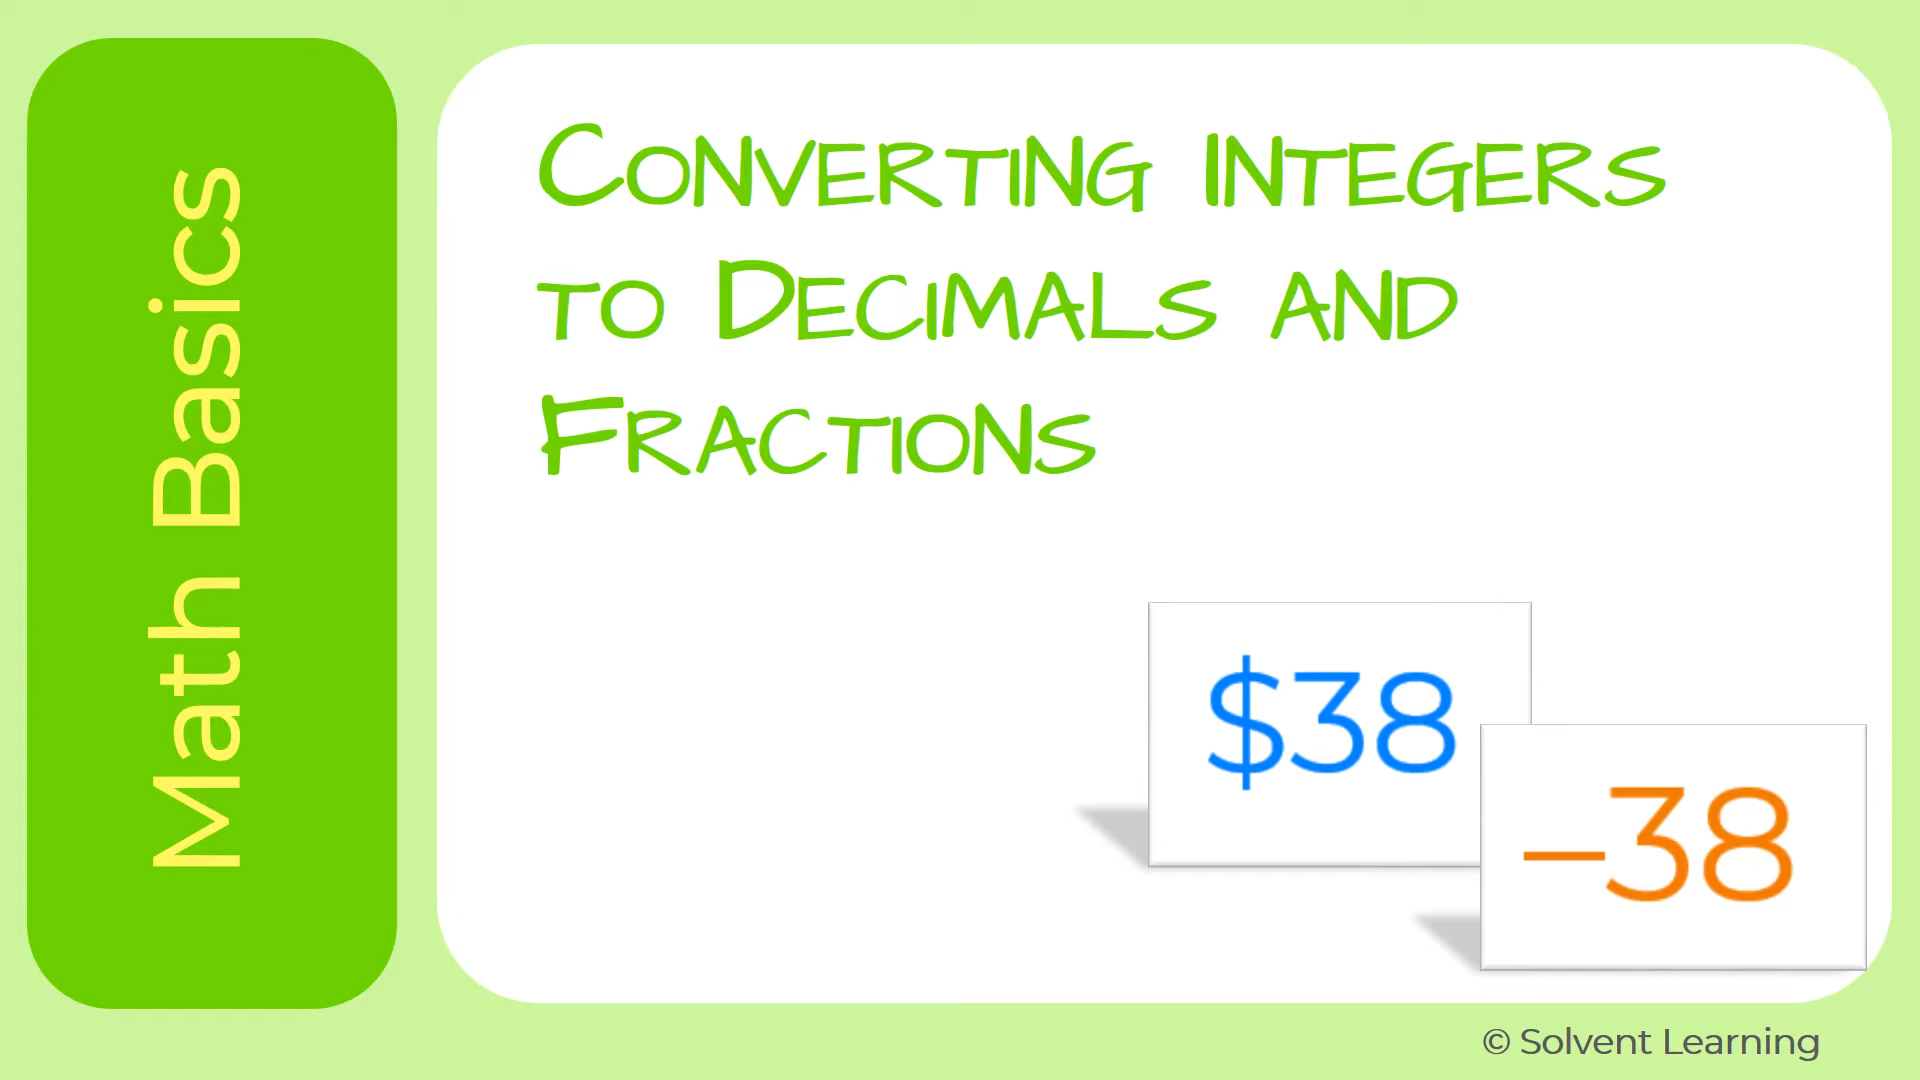 Math Basics
Converting Integers
to Decimals and
Fractions
$38
–38
© Solvent Learning